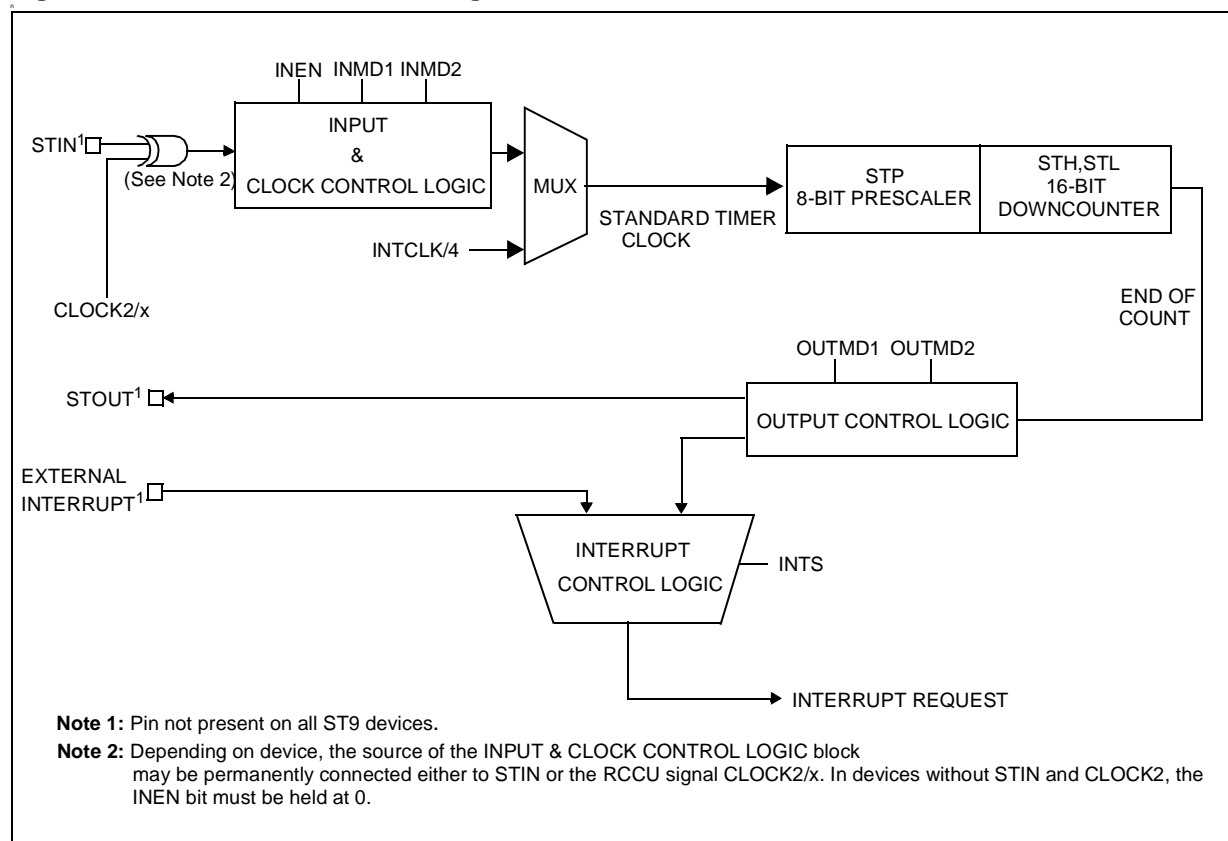 INEN INMD1 INMD2
INPUT
&
CLOCK CONTROL LOGIC
STIN1
(See Note 2)
MUX
INTCLK/4
CLOCK2/x
STANDARD TIMER
CLOCK
STP
8-BIT PRESCALER
STH,STL
16-BIT
DOWNCOUNTER
END OF
COUNT
OUTMD1 OUTMD2
OUTPUT CONTROL LOGIC
STOUT1
EXTERNAL
INTERRUPT1
INTERRUPT
CONTROL LOGIC
INTS
INTERRUPT REQUEST
Note 1: Pin not present on all ST9 devices.
Note 2: Depending on device, the source of the INPUT & CLOCK CONTROL LOGIC block
may be permanently connected either to STIN or the RCCU signal CLOCK2/x. In devices without STIN and CLOCK2, the
INEN bit must be held at 0.